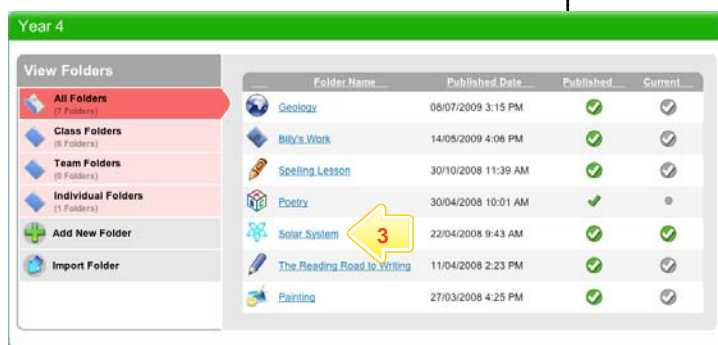 Year 4
View Folders
All Folders
(7 Folders)
Class Folders
(6 Folders)
Team Folders
(0 Folders)
Individual Folders
(1 Folders)
Add New Folder
Import Folder
Folder Name Published Date Published Current
Geology 08/07/2009 3:15 PM
Billy's Work 14/05/2009 4:06 PM
Spelling Lesson 30/10/2008 11:39 AM
Poetry 30/04/2008 10:01 AM
Solar System 3 22/04/2008 9:43 AM
The Reading Road to Writing 11/04/2008 2:23 PM
Painting 27/03/2008 4:25 PM